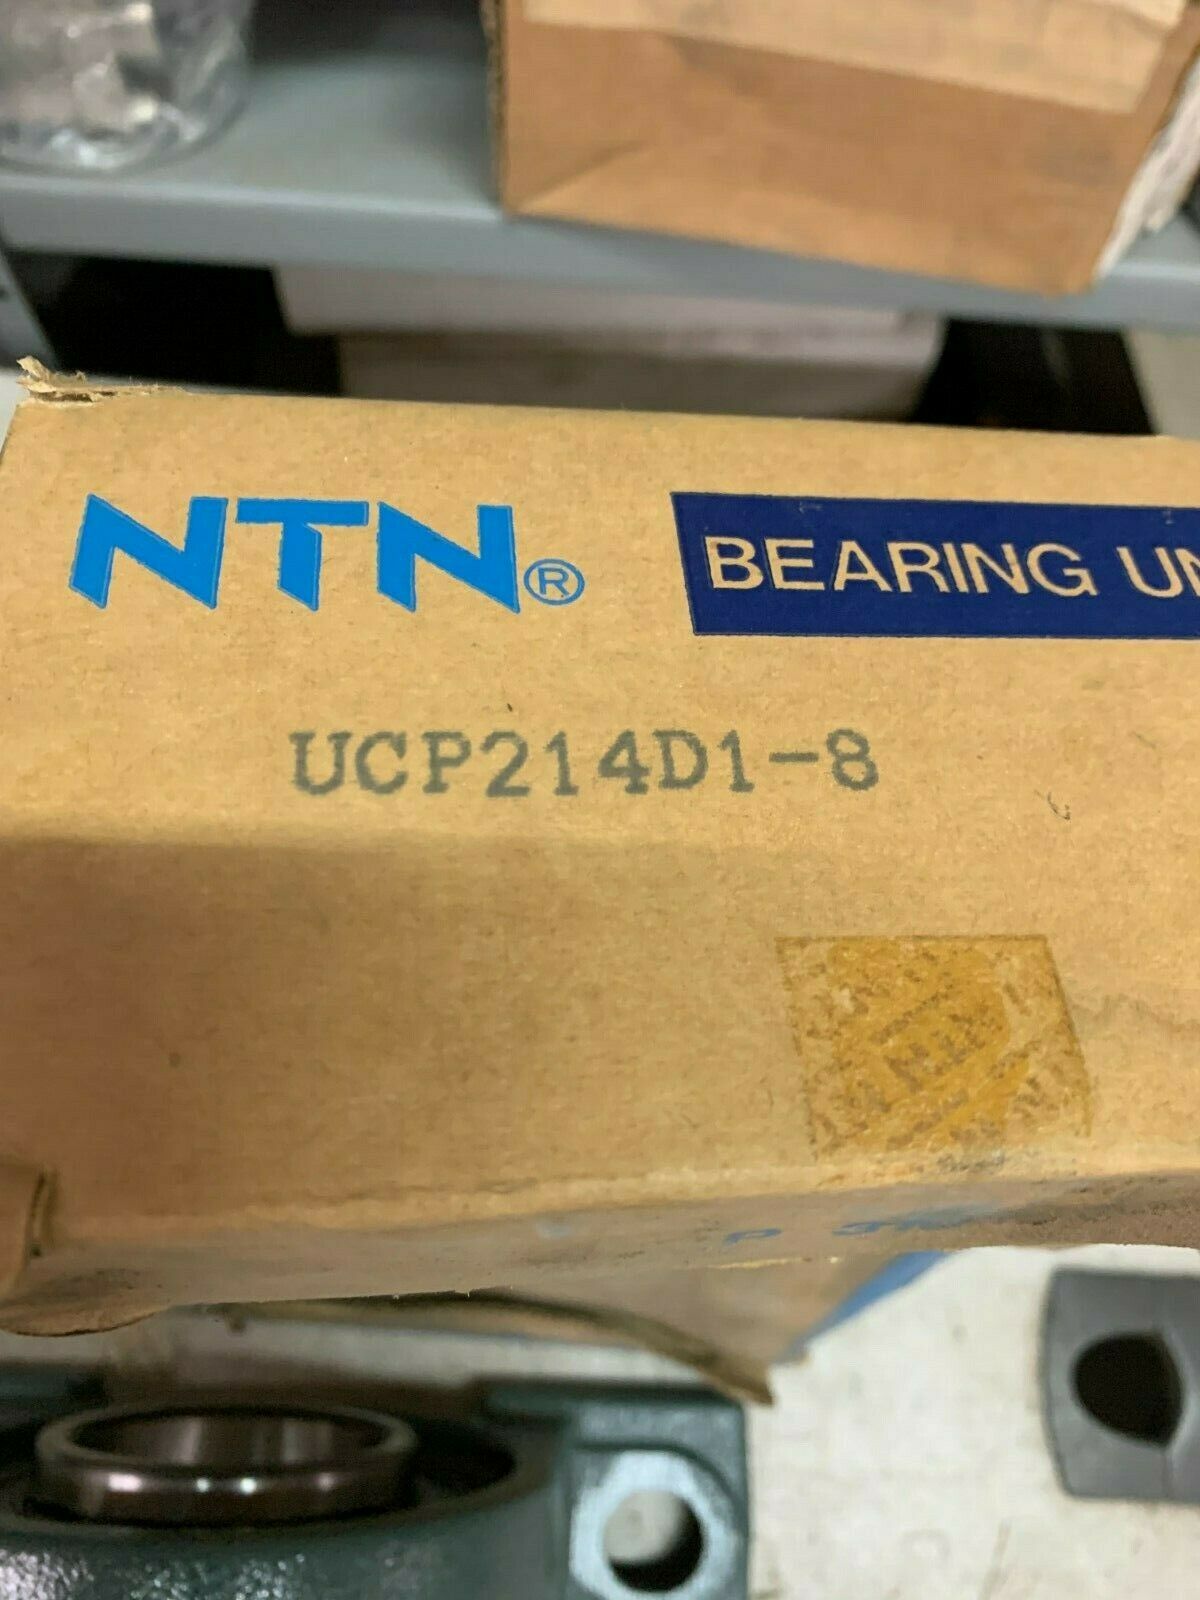 NTN®
BEARING UN
UCP214D1-8